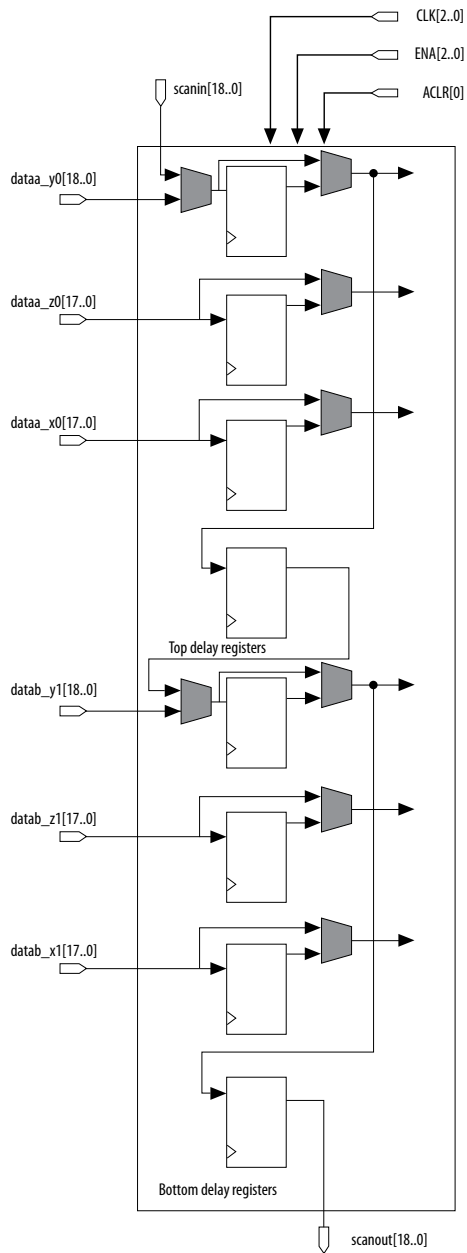 CLK[2..0]
ENA[2..0]
ACLR[0]
scanin[18..0]
dataa_y0[18..0]
dataa_z0[17..0]
dataa_x0[17..0]
Top delay registers
datab_y1[18..0]
datab_z1[17..0]
datab_x1[17..0]
Bottom delay registers
scanout[18..0]